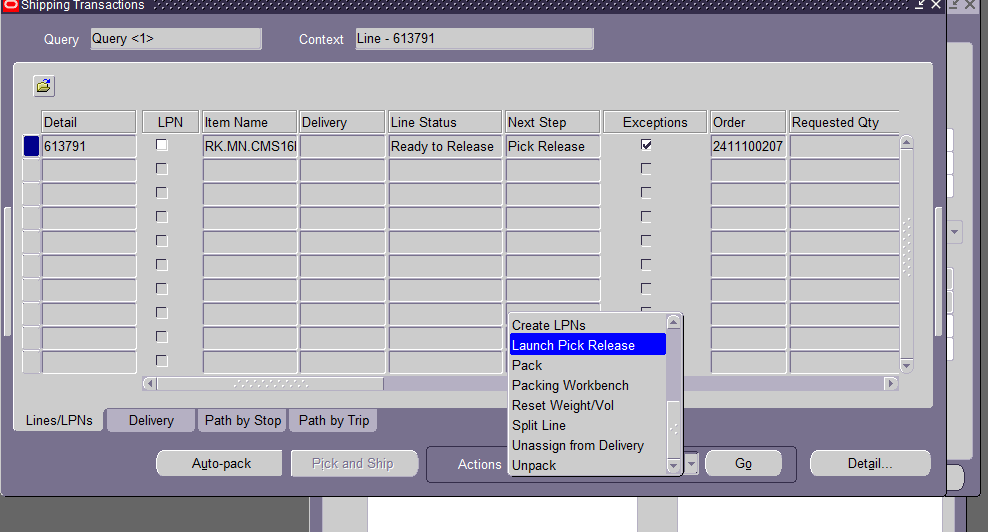 Shipping Transactions
Query Query <1> Context Line - 613791
Detail LPN Item Name Delivery Line Status Next Step Exceptions Order Requested Qty
613791 RK.MN.CMS16 Ready to Release Pick Release 2411100207
Create LPNs
Launch Pick Release
Pack
Packing Workbench
Reset Weight/Vol
Split Line
Unassign from Delivery
Unpack
Lines/LPNs Delivery Path by Stop Path by Trip
Auto-pack Pick and Ship Actions Go Detail...